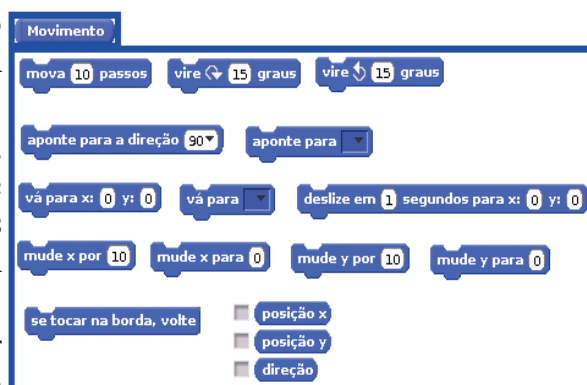 Movimento
mova 10 passos vire 15 graus vire 15 graus
aponte para a direção 90 aponte para
vá para x: 0 y: 0 vá para deslize em 1 segundos para x: 0 y: 0
mude x por 10 mude x para 0 mude y por 10 mude y para 0
se tocar na borda, volte posição x
posição y
direção